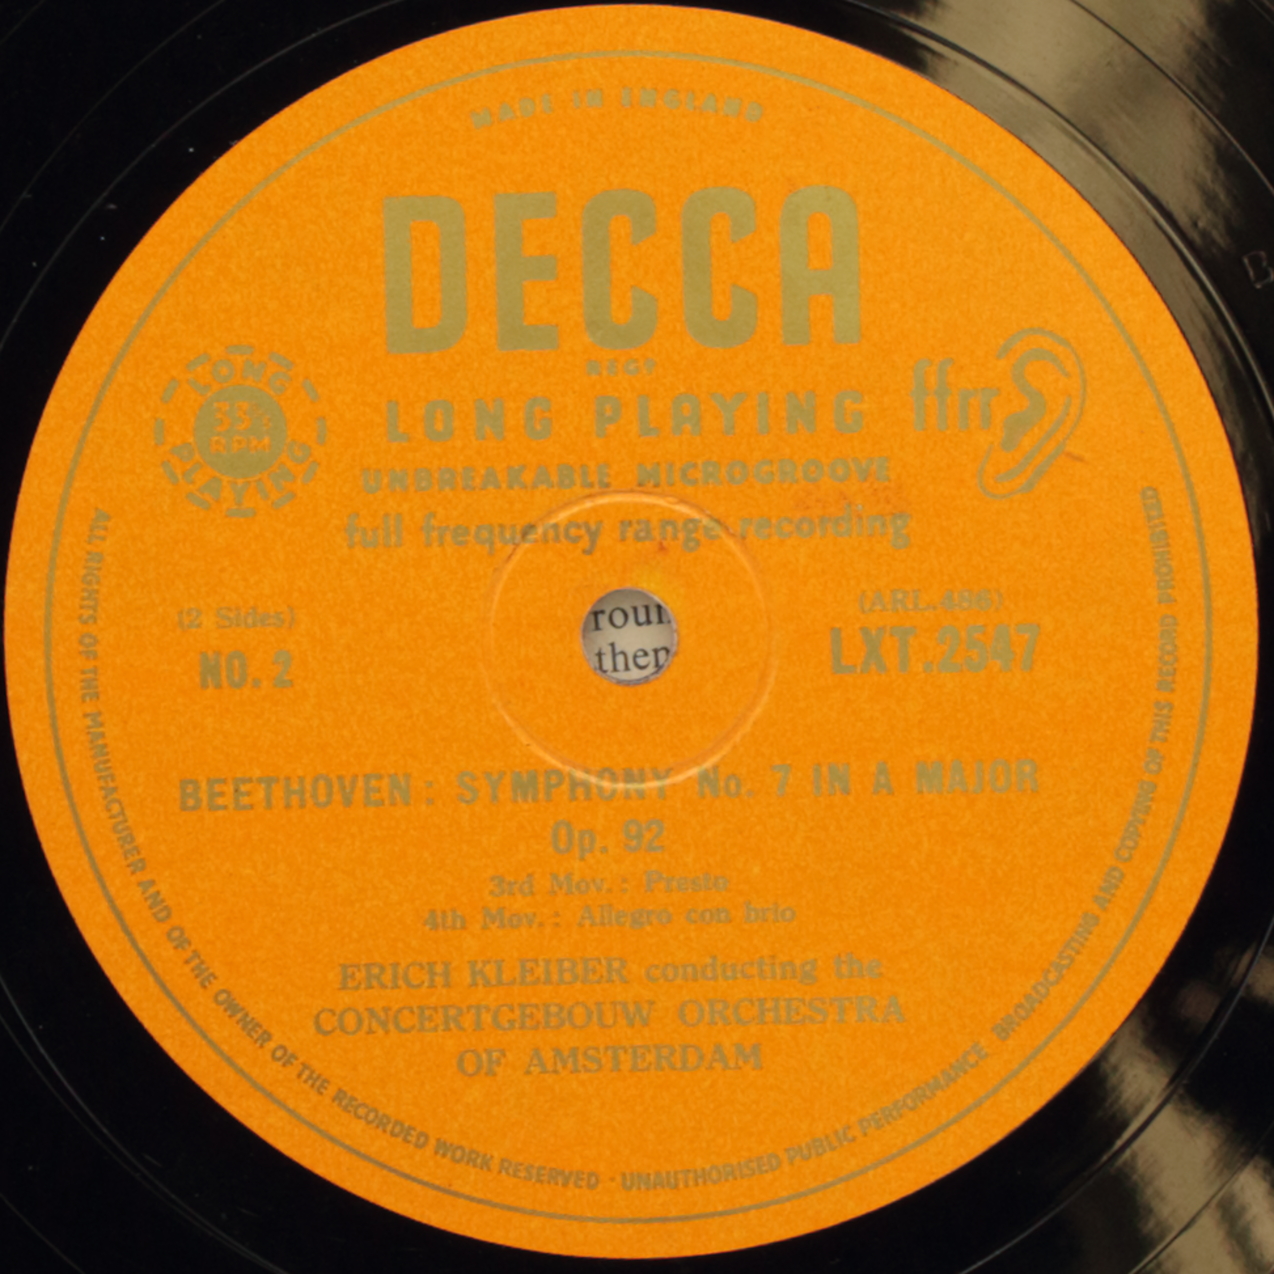 MADE IN ENGLAND
DECCA
REGD
LONG PLAYING
33⅓
RPM
LONG PLAYING
ffrr
UNBREAKABLE MICROGROOVE
full frequency range recording
(2 Sides)
NO. 2
roun
then
(ARL.486)
LXT.2547
BEETHOVEN: SYMPHONY No. 7 IN A MAJOR
Op. 92
3rd Mov.: Presto
4th Mov.: Allegro con brio
ERICH KLEIBER conducting the
CONCERTGEBOUW ORCHESTRA
OF AMSTERDAM
ALL RIGHTS OF THE MANUFACTURER AND OF THE OWNER OF THE RECORDED WORK RESERVED · UNAUTHORISED PUBLIC PERFORMANCE BROADCASTING AND COPYING OF THIS RECORD PROHIBITED